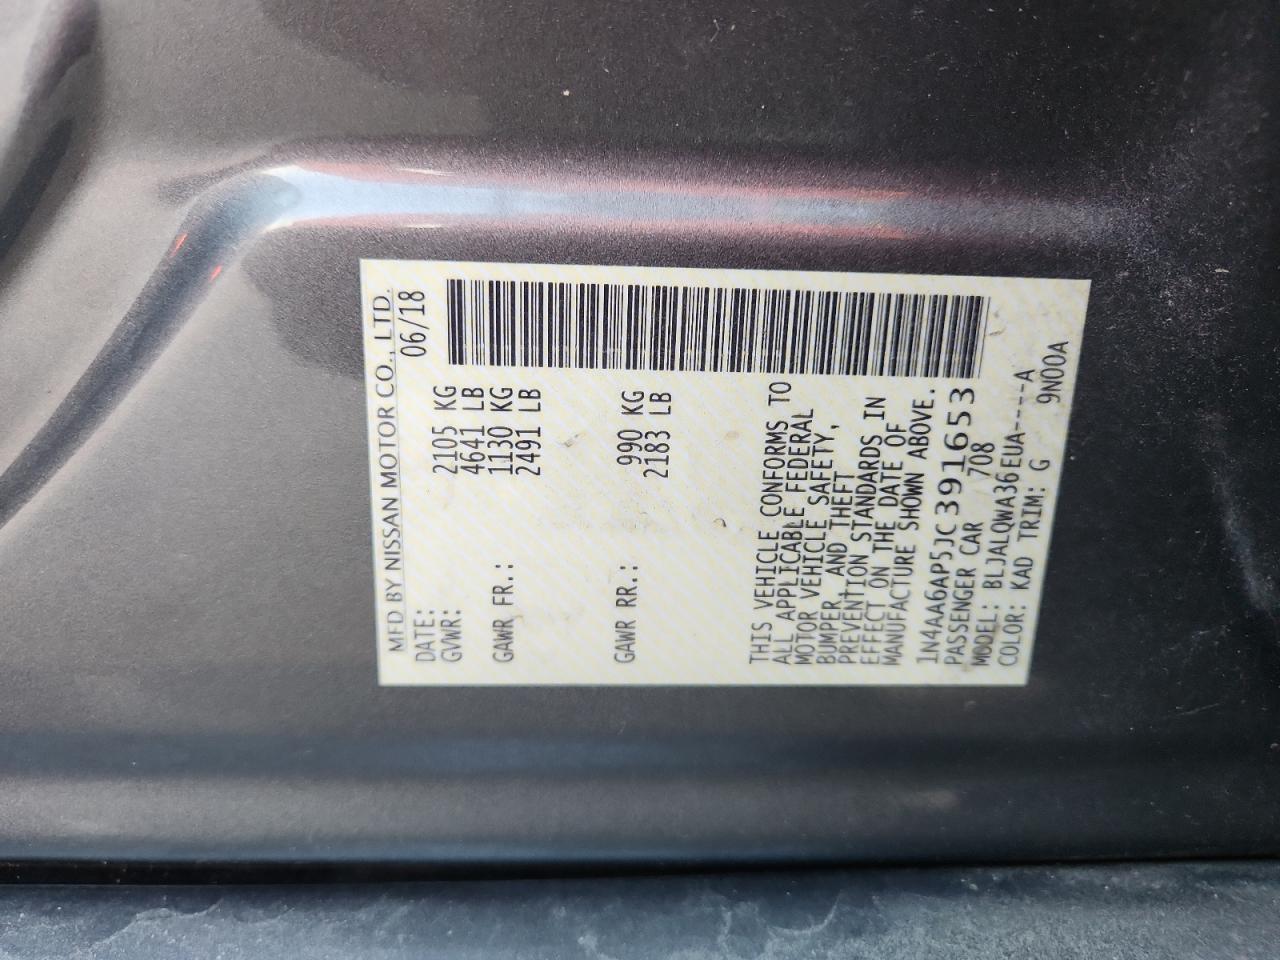 MFD BY NISSAN MOTOR CO., LTD.
DATE: 06/18
GVWR: 2105 KG
4641 LB
GAWR FR.: 1130 KG
2491 LB
GAWR RR.: 990 KG
2183 LB
THIS VEHICLE CONFORMS TO
ALL APPLICABLE FEDERAL
MOTOR VEHICLE SAFETY,
BUMPER, AND THEFT
PREVENTION STANDARDS IN
EFFECT ON THE DATE OF
MANUFACTURE SHOWN ABOVE.
1N4AA6AP5JC391653
PASSENGER CAR 708
MODEL: BLJALQWA36EUA----A
COLOR: KAD TRIM: G 9N00A